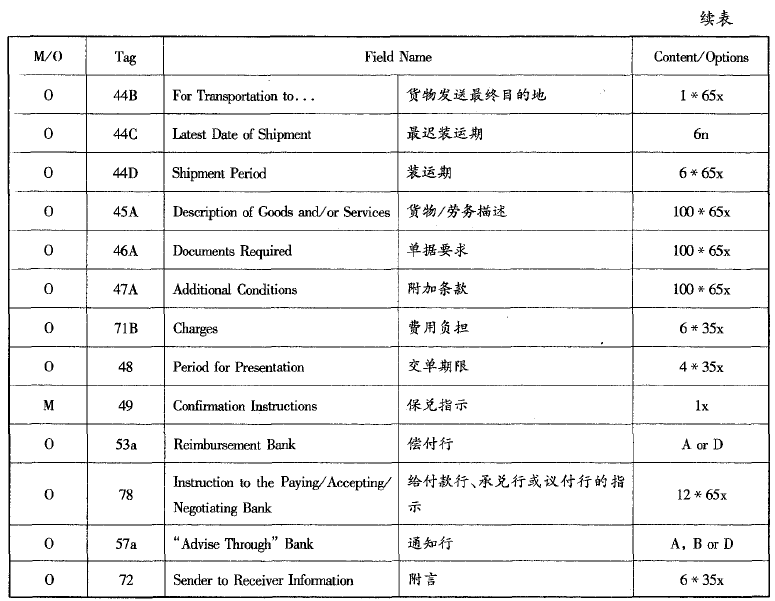 续表
M/O Tag Field Name Content/Options
O 44B For Transportation to... 货物发送最终目的地 1*65x
O 44C Latest Date of Shipment 最迟装运期 6n
O 44D Shipment Period 装运期 6*65x
O 45A Description of Goods and/or Services 货物/劳务描述 100*65x
O 46A Documents Required 单据要求 100*65x
O 47A Additional Conditions 附加条款 100*65x
O 71B Charges 费用负担 6*35x
O 48 Period for Presentation 交单期限 4*35x
M 49 Confirmation Instructions 保兑指示 1x
O 53a Reimbursement Bank 偿付行 A or D
O 78 Instruction to the Paying/Accepting/ 给付款行、承兑行或议付行的指 12*65x
Negotiating Bank 示
O 57a “Advise Through” Bank 通知行 A, B or D
O 72 Sender to Receiver Information 附言 6*35x